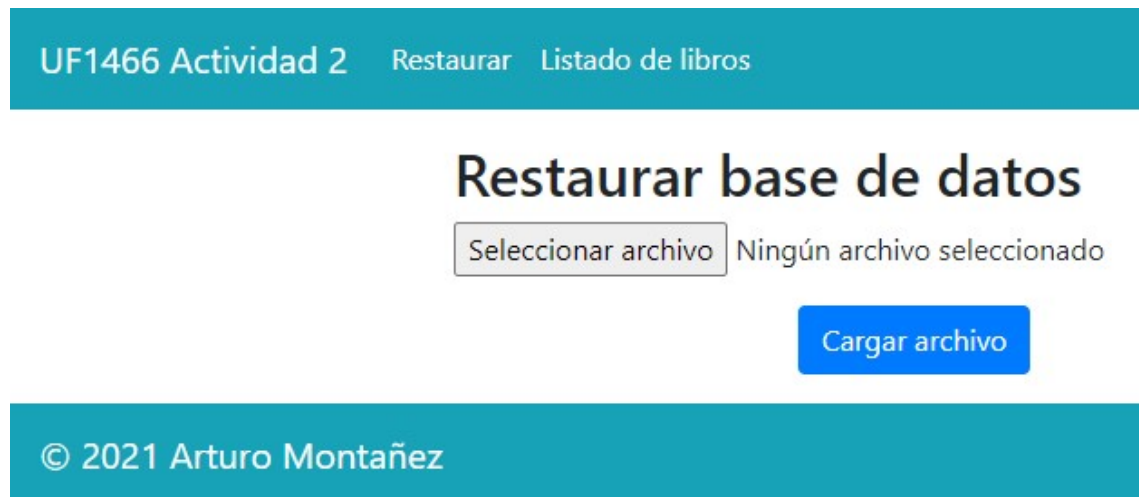 UF1466 Actividad 2 Restaurar Listado de libros
Restaurar base de datos
Seleccionar archivo Ningún archivo seleccionado
Cargar archivo
© 2021 Arturo Montañez